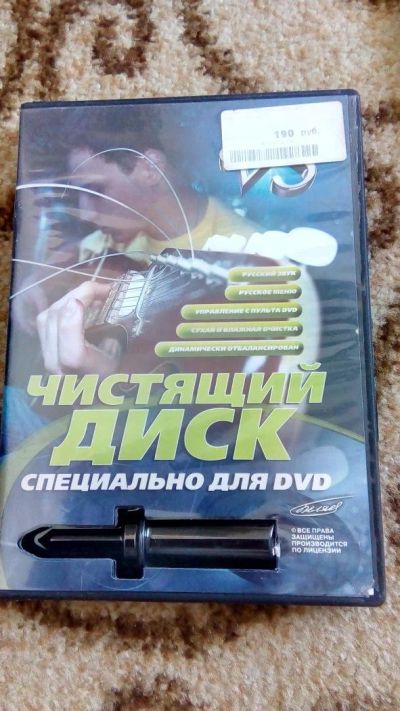 190 руб.
РУССКИЙ ЗВУК
РУССКОЕ МЕНЮ
УПРАВЛЕНИЕ С ПУЛЬТА DVD
СУХАЯ И ВЛАЖНАЯ ОЧИСТКА
ДИНАМИЧЕСКИ ОТБАЛАНСИРОВАН
ЧИСТЯЩИЙ
ДИСК
СПЕЦИАЛЬНО ДЛЯ DVD
© ВСЕ ПРАВА
ЗАЩИЩЕНЫ
ПРОИЗВОДИТСЯ
ПО ЛИЦЕНЗИИ